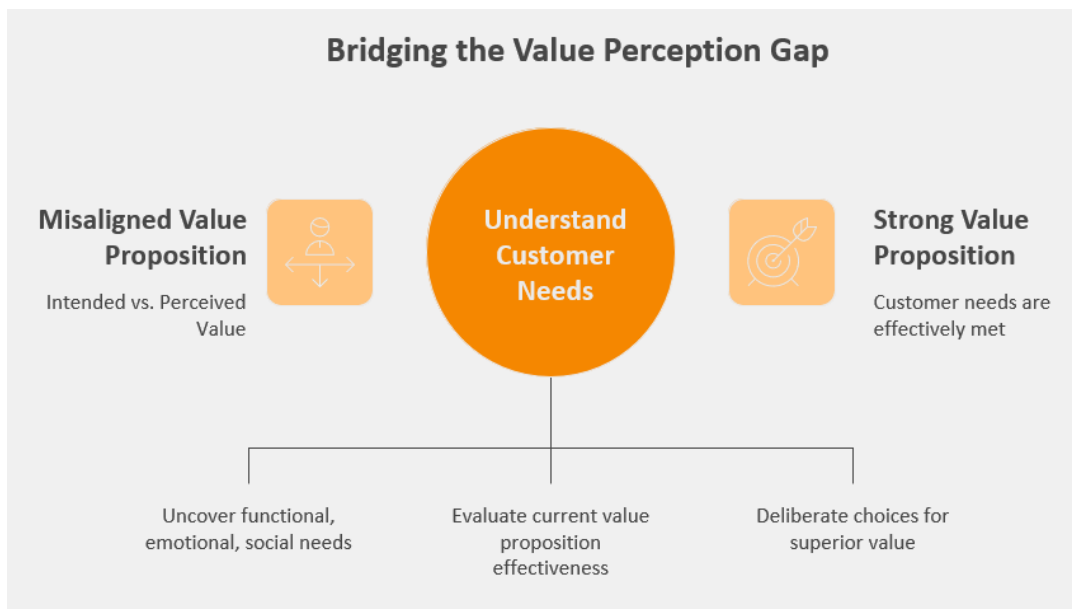 Bridging the Value Perception Gap
Misaligned Value
Proposition
Intended vs. Perceived
Value
Understand
Customer
Needs
Strong Value
Proposition
Customer needs are
effectively met
Uncover functional,
emotional, social needs
Evaluate current value
proposition
effectiveness
Deliberate choices for
superior value